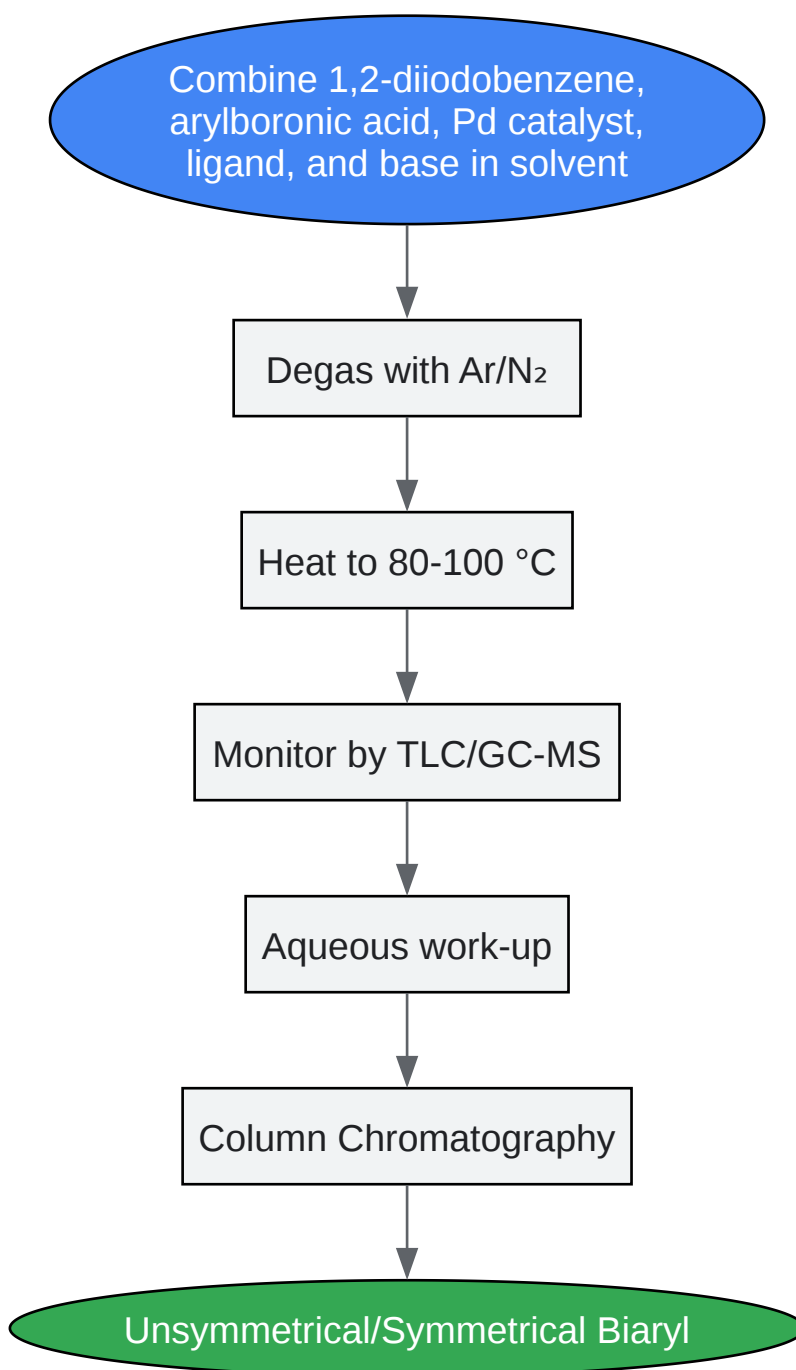 Combine 1,2-diiodobenzene,
arylboronic acid, Pd catalyst,
ligand, and base in solvent
Degas with Ar/N₂
Heat to 80-100 °C
Monitor by TLC/GC-MS
Aqueous work-up
Column Chromatography
Unsymmetrical/Symmetrical Biaryl